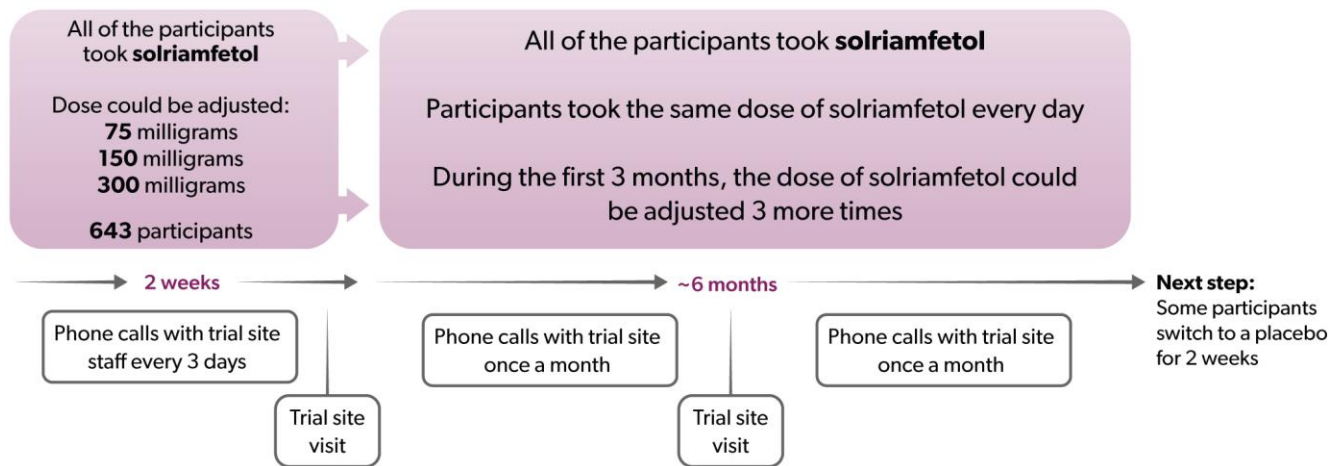 All of the participants
took solriamfetol
Dose could be adjusted:
75 milligrams
150 milligrams
300 milligrams
643 participants
All of the participants took solriamfetol
Participants took the same dose of solriamfetol every day
During the first 3 months, the dose of solriamfetol could
be adjusted 3 more times
2 weeks
~6 months
Next step:
Some participants
switch to a placebo
for 2 weeks
Phone calls with trial site
staff every 3 days
Trial site
visit
Phone calls with trial site
once a month
Trial site
visit
Phone calls with trial site
once a month